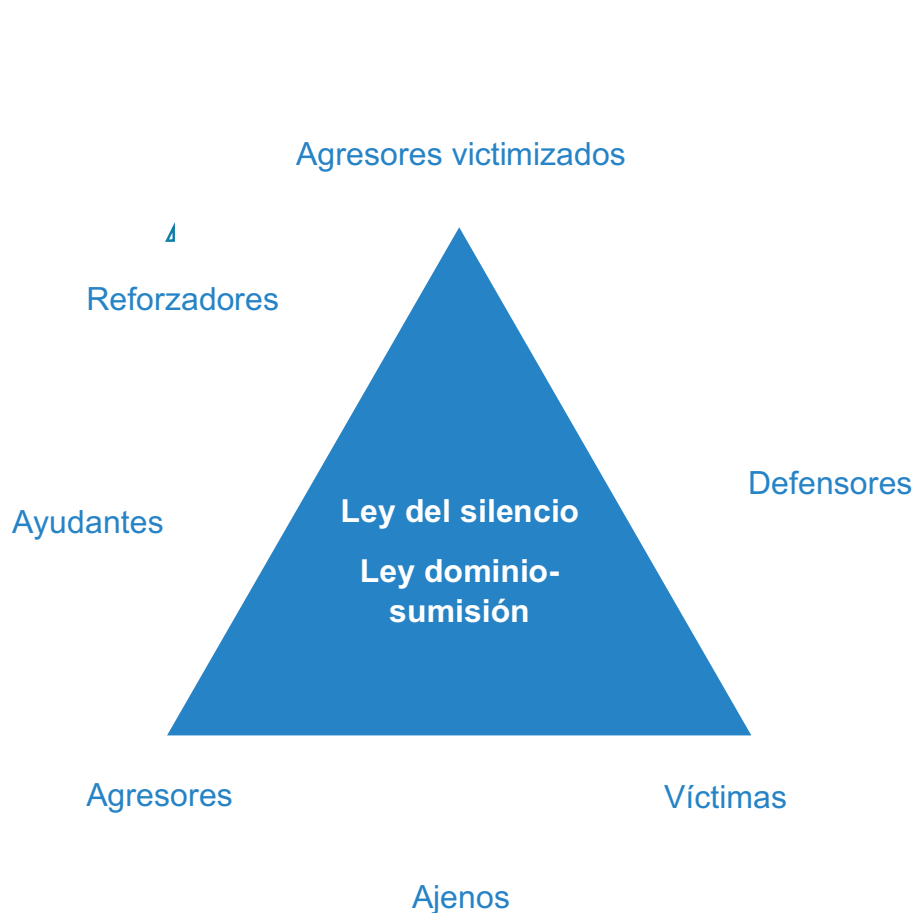 Agresores victimizados
Reforzadores
Defensores
Ayudantes
Ley del silencio
Ley dominio-
sumisión
Agresores
Víctimas
Ajenos